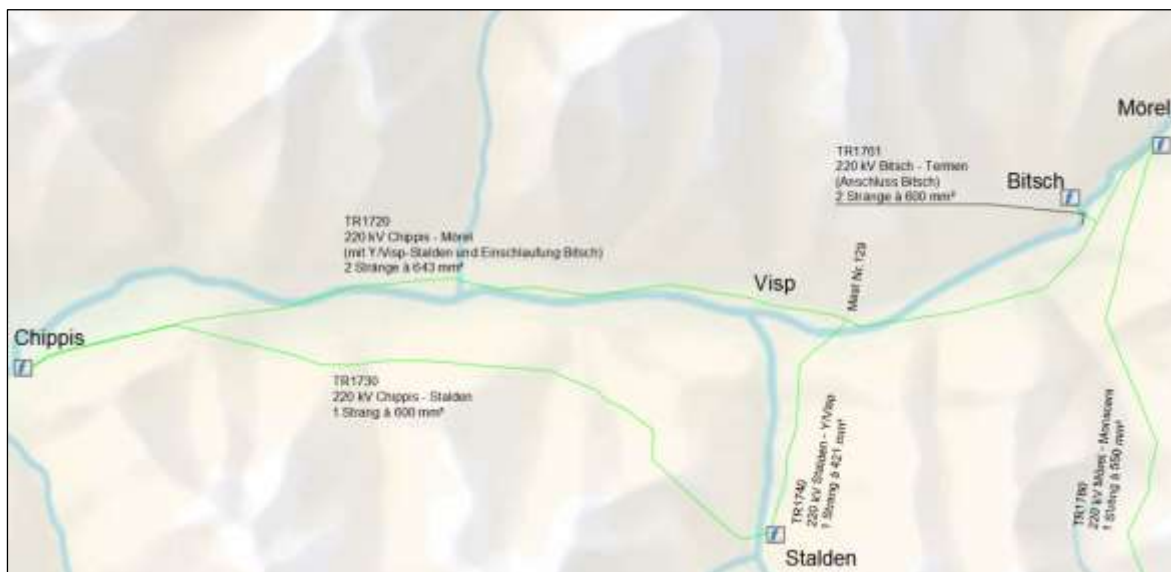 Mörel
TR1761
220 kV Bitsch - Termen
(Anschluss Bitsch)
2 Stränge à 600 mm²
Bitsch
TR1720
220 kV Chippis - Mörel
(mit Y/Visp-Stalden und Einschlaufung Bitsch)
2 Stränge à 643 mm²
Mast Nr.129
Visp
Chippis
TR1730
220 kV Chippis - Stalden
1 Strang à 600 mm²
TR1740
220 kV Stalden - Y/Visp
1 Strang à 421 mm²
TR1780
220 kV Mörel -
1 Strang à 550 mm²
Stalden